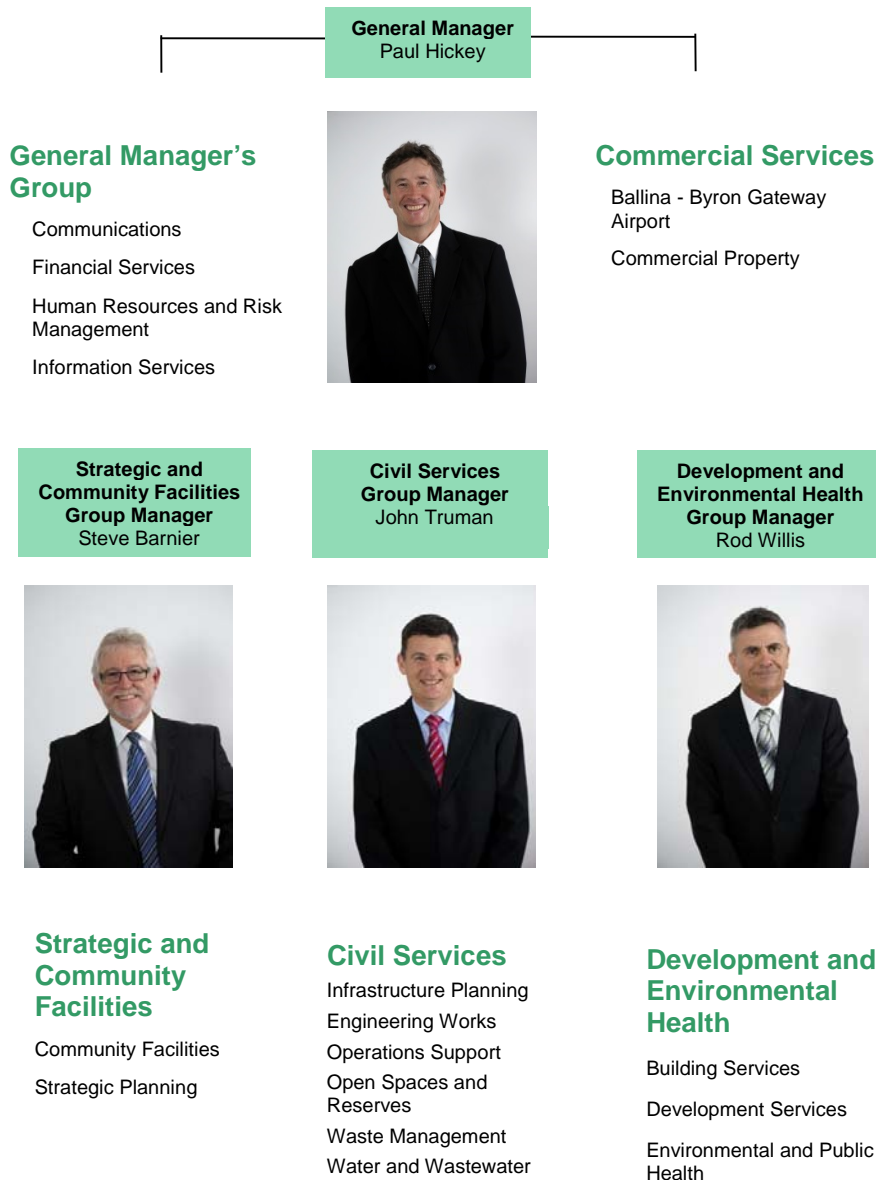 General Manager
Paul Hickey
General Manager’s
Group
Communications
Financial Services
Human Resources and Risk
Management
Information Services
Commercial Services
Ballina - Byron Gateway
Airport
Commercial Property
Strategic and
Community Facilities
Group Manager
Steve Barnier
Civil Services
Group Manager
John Truman
Development and
Environmental Health
Group Manager
Rod Willis
Strategic and
Community
Facilities
Community Facilities
Strategic Planning
Civil Services
Infrastructure Planning
Engineering Works
Operations Support
Open Spaces and
Reserves
Waste Management
Water and Wastewater
Development and
Environmental
Health
Building Services
Development Services
Environmental and Public
Health